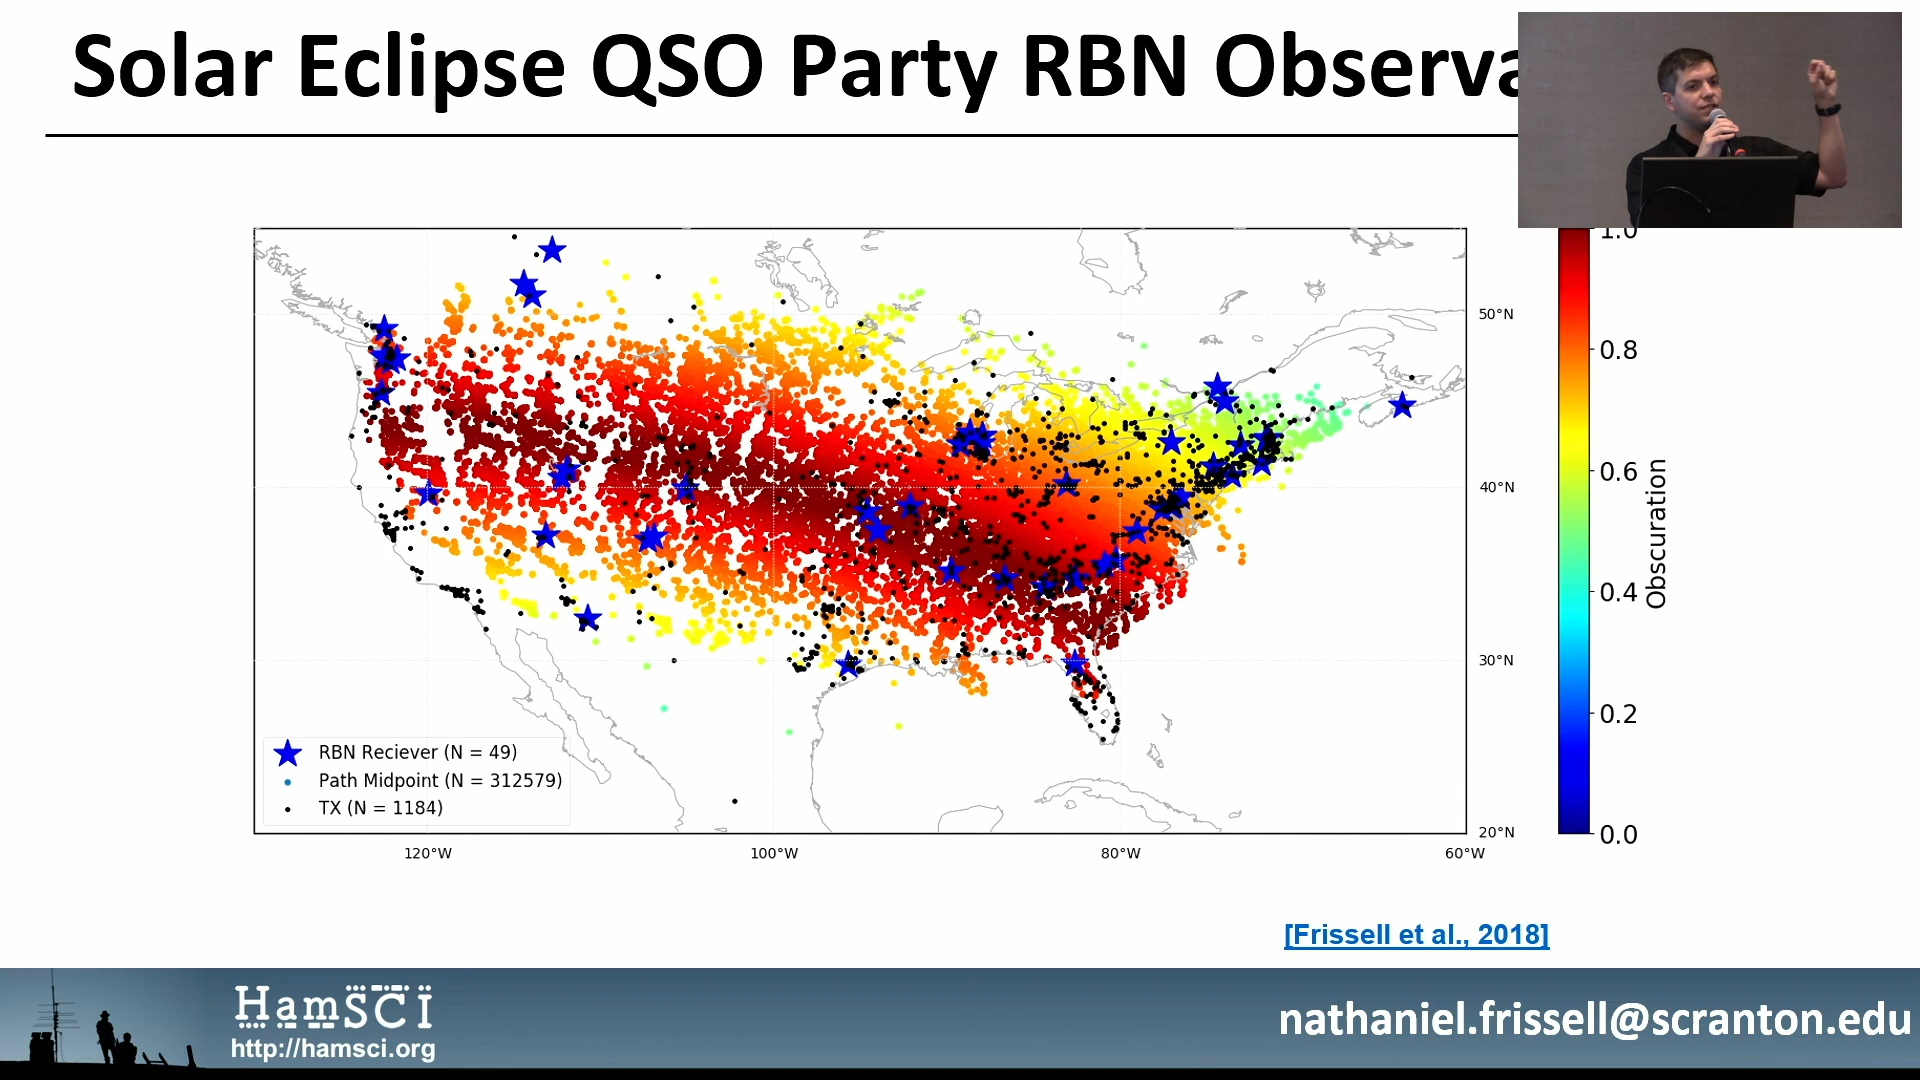 Solar Eclipse QSO Party RBN Observa
1.0
50°N
0.8
40°N
0.6
Obscuration
0.4
30°N
0.2
RBN Reciever (N = 49)
Path Midpoint (N = 312579)
TX (N = 1184)
20°N
0.0
120°W
100°W
80°W
60°W
[Frissell et al., 2018]
HamSCI
http://hamsci.org
nathaniel.frissell@scranton.edu